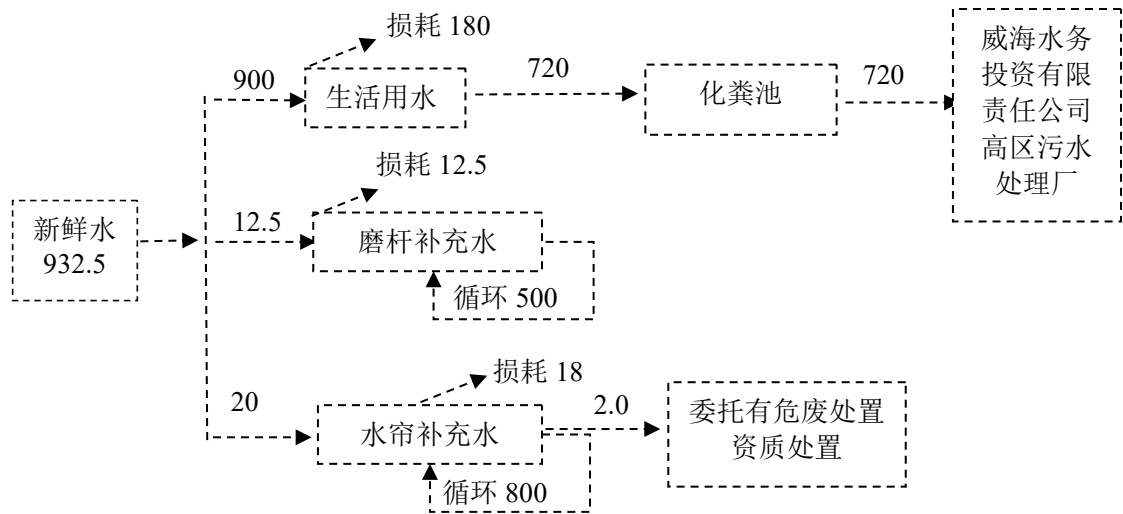 损耗 180
900
生活用水
720
化粪池
720
威海水务
投资有限
责任公司
高区污水
处理厂
损耗 12.5
新鲜水
932.5
12.5
磨杆补充水
循环 500
损耗 18
20
水帘补充水
2.0
委托有危废处置
资质处置
循环 800